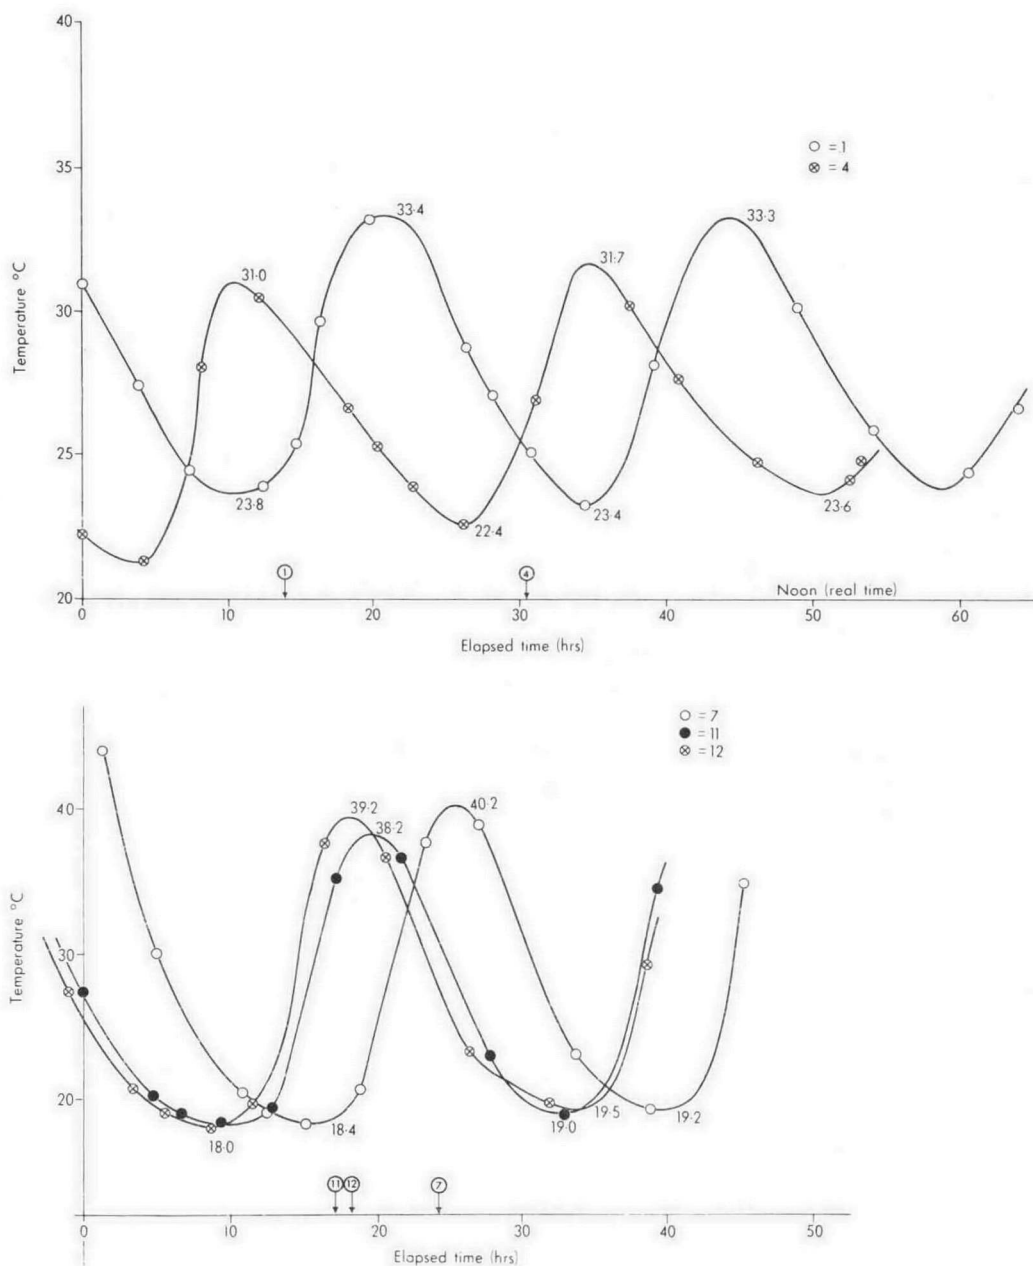 40
35
30
25
20
Temperature °C
○ = 1
⊗ = 4
31·0
33·4
31·7
33·3
23·8
22·4
23·4
23·6
1
4
Noon (real time)
0 10 20 30 40 50 60
Elapsed time (hrs)
○ = 7
● = 11
⊗ = 12
40
30
20
Temperature °C
39·2
38·2
40·2
18·0
18·4
19·0
19·5
19·2
11
12
7
0 10 20 30 40 50
Elapsed time (hrs)